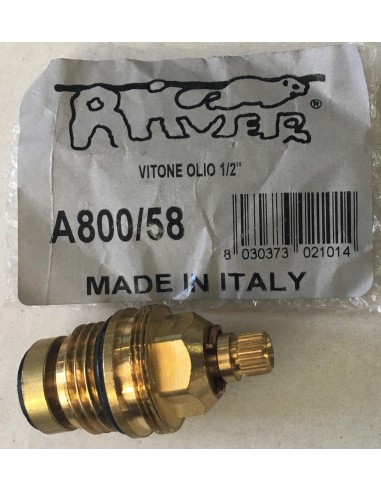 RIVER®
VITONE OLIO 1/2"
A800/58
8 030373 021014
MADE IN ITALY